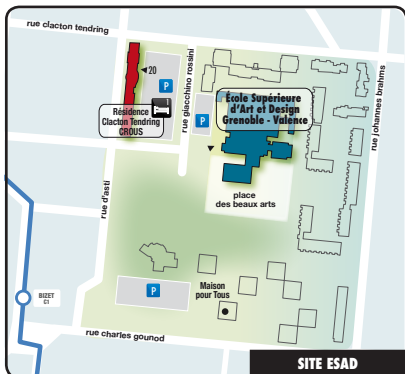 rue clacton tendring
20
P
rue giacchino rossini
École Supérieure
d'Art et Design
Grenoble - Valence
rue johannes brahms
Résidence
Clacton Tendring
CROUS
P
rue d'asti
place
des beaux arts
BIZET
C1
P
Maison
pour Tous
rue charles gounod
SITE ESAD